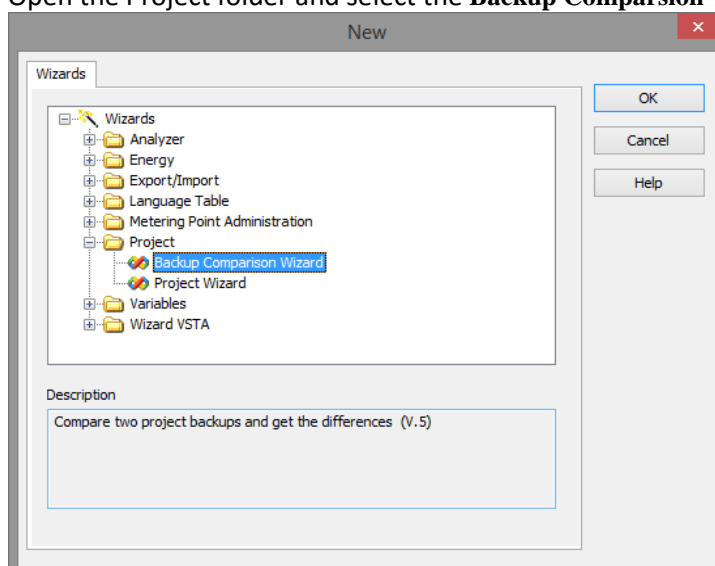 Open the Project folder and select the Backup Comparsion
New
Wizards
OK
Cancel
Help
Wizards
Analyzer
Energy
Export/Import
Language Table
Metering Point Administration
Project
Backup Comparison Wizard
Project Wizard
Variables
Wizard VSTA
Description
Compare two project backups and get the differences (V.5)